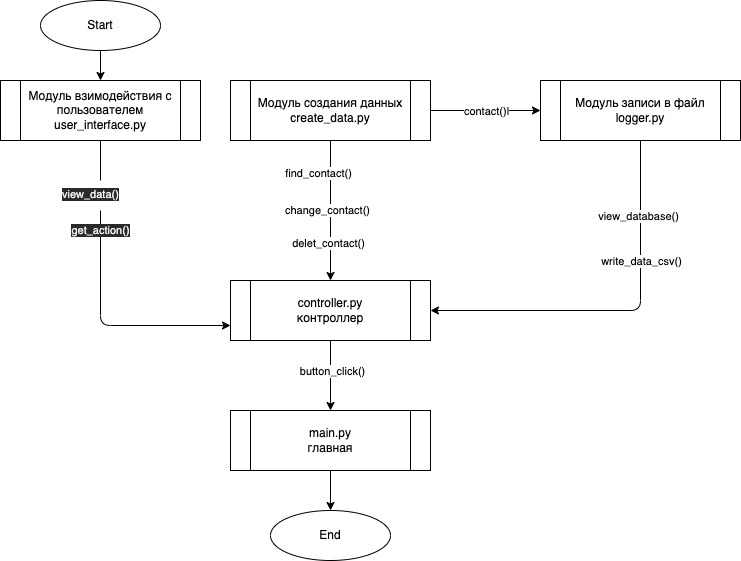 Start
Модуль взимодействия с
пользователем
user_interface.py
Модуль создания данных
create_data.py
contact()
Модуль записи в файл
logger.py
find_contact()
view_data()
change_contact()
view_database()
get_action()
delet_contact()
write_data_csv()
controller.py
контроллер
button_click()
main.py
главная
End